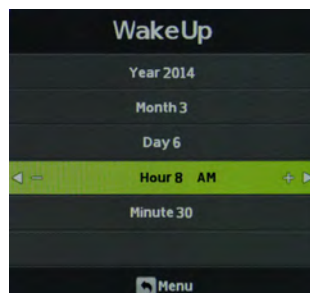 WakeUp
Year 2014
Month 3
Day 6
Hour 8 AM
Minute 30
Menu